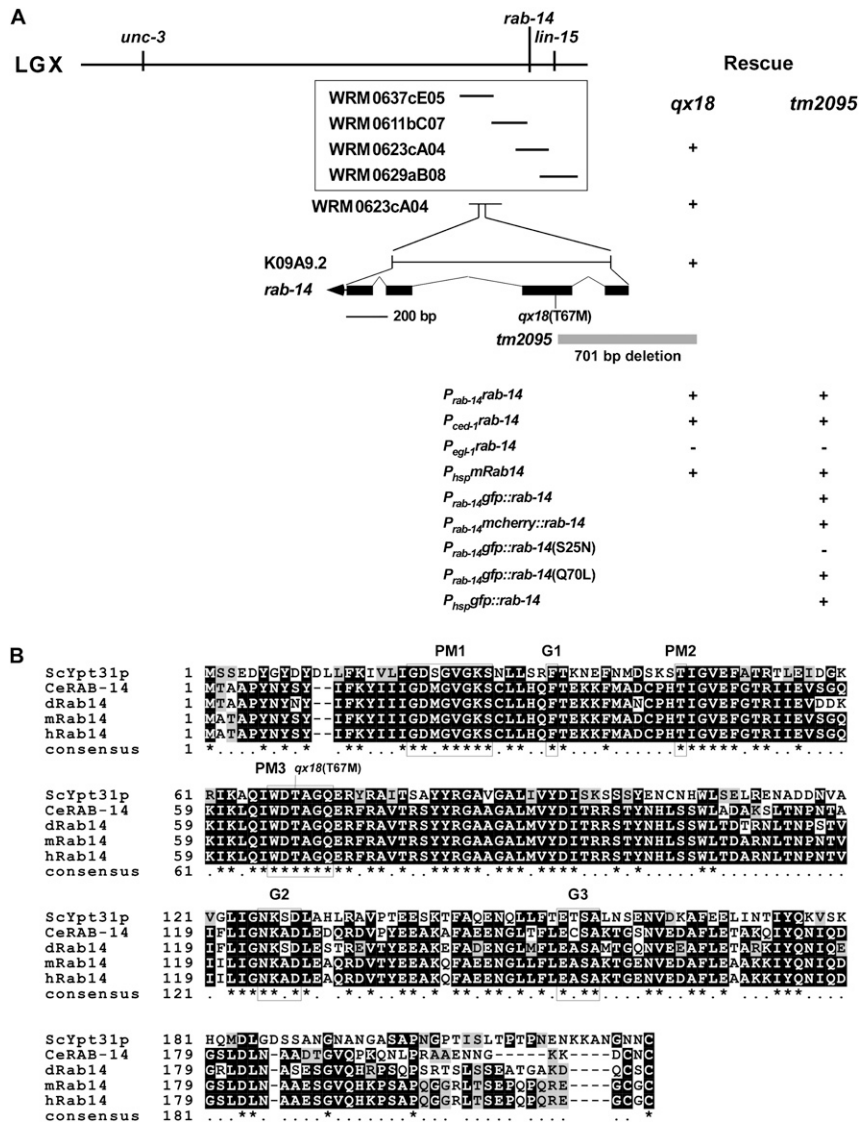 A
unc-3
rab-14
lin-15
LGX
Rescue
qx18 tm2095
WRM0637cE05
WRM0611bC07
WRM0623cA04 +
WRM0629aB08
WRM0623cA04 +
K09A9.2 +
rab-14
200 bp
qx18(T67M)
tm2095
701 bp deletion
Prab-14rab-14 + +
Pced-1rab-14 + +
Pegl-1rab-14 - -
PhspmRab14 + +
Prab-14gfp::rab-14 +
Prab-14mcherry::rab-14 +
Prab-14gfp::rab-14(S25N) -
Prab-14gfp::rab-14(Q70L) +
Phspgfp::rab-14 +
B
PM1 G1 PM2
ScYpt31p 1 MSSEDYGYDYDLLFKIVLIGDSGVGKSNLLSRFTKNEFNMDSKSTIGVEFATRTLEIDGK
CeRAB-14 1 MTAAPYNYSY--IFKYIIIGDMGVGKSCLLHQFTEKKFMADCPHTIGVEFGTRIIEVSGQ
dRab14 1 MTAAPYNYNY--IFKYIIIGDMGVGKSCLLHQFTEKKFMANCPHTIGVEFGTRIIEVDDK
mRab14 1 MATAPYNYSY--IFKYIIIGDMGVGKSCLLHQFTEKKFMADCPHTIGVEFGTRIIEVSGQ
hRab14 1 MATAPYNYSY--IFKYIIIGDMGVGKSCLLHQFTEKKFMADCPHTIGVEFGTRIIEVSGQ
consensus 1
PM3 qx18(T67M)
ScYpt31p 61 RIKAQIWDTAGQERYRAITSAYYRGAVGALIVYDISKSSSYENCNHWLSELRENADDNVA
CeRAB-14 59 KIKLQIWDTAGQERFRAVTRSYYRGAAGALMVYDITRRSTYNHLSSWLADAKSLTNPNTA
dRab14 59 KIKLQIWDTAGQERFRAVTRSYYRGAAGALMVYDITRRSTYNHLSSWLTDTRNLTNPSTV
mRab14 59 KIKLQIWDTAGQERFRAVTRSYYRGAAGALMVYDITRRSTYNHLSSWLTDARNLTNPNTV
hRab14 59 KIKLQIWDTAGQERFRAVTRSYYRGAAGALMVYDITRRSTYNHLSSWLTDARNLTNPNTV
consensus 61
G2 G3
ScYpt31p 121 VGLIGNKSDLAHLRAVPTEESKTFAQENQLLFTETSALNSENVDKAFEELINTIYQKVSK
CeRAB-14 119 IFLIGNKADLEDQRDVPYEEAKAFAEENGLTFLECSAKTGSNVEDAFLETAKQIYQNIQD
dRab14 119 IFLIGNKSDLESTREVTYEEAKEFADENGLMFLEASAMTGQNVEEAFLETARKIYQNIQE
mRab14 119 IILIGNKADLEAQRDVTYEEAKQFAEENGLLFLEASAKTGENVEDAFLEAAKKIYQNIQD
hRab14 119 IILIGNKADLEAQRDVTYEEAKQFAEENGLLFLEASAKTGENVEDAFLEAAKKIYQNIQD
consensus 121
ScYpt31p 181 HQMDLGDSSANGNANGASAPNGPTISLTPTPNENKKANGNNC
CeRAB-14 179 GSLDLN-AADTGVQPKQNLPRAAENNG-----KK---DCNC
dRab14 179 GRLDLN-ASESGVQHRPSQPSRTSLSSEATGAKD---QCSC
mRab14 179 GSLDLN-AAESGVQHKPSAPQGGRLTSEPQPQRE----GCGC
hRab14 179 GSLDLN-AAESGVQHKPSAPQGGRLTSEPQPQRE----GCGC
consensus 181